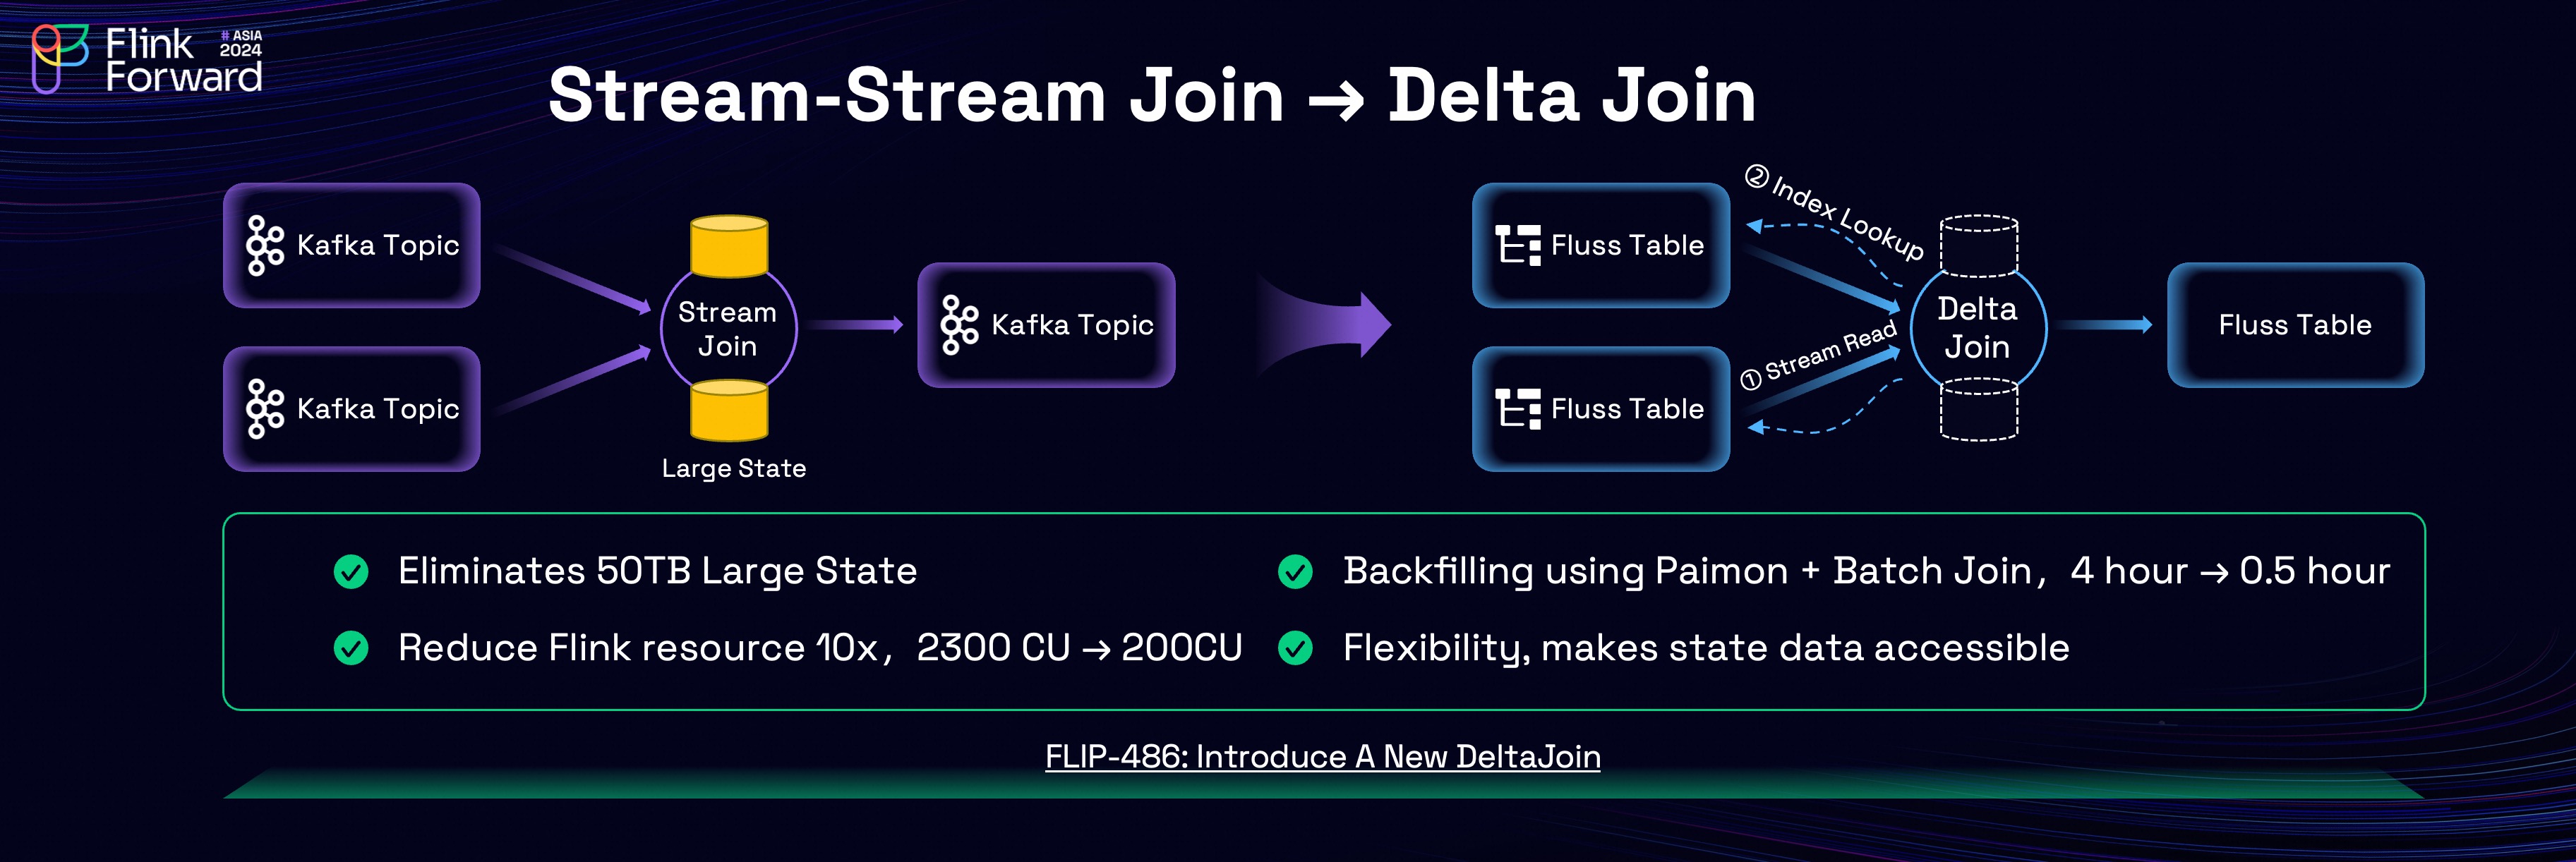 Flink
Forward
# ASIA
2024
Stream-Stream Join → Delta Join
Kafka Topic
Kafka Topic
Stream
Join
Large State
Kafka Topic
Fluss Table
Fluss Table
② Index Lookup
① Stream Read
Delta
Join
Fluss Table
Eliminates 50TB Large State
Reduce Flink resource 10x, 2300 CU → 200CU
Backfilling using Paimon + Batch Join, 4 hour → 0.5 hour
Flexibility, makes state data accessible
FLIP-486: Introduce A New DeltaJoin